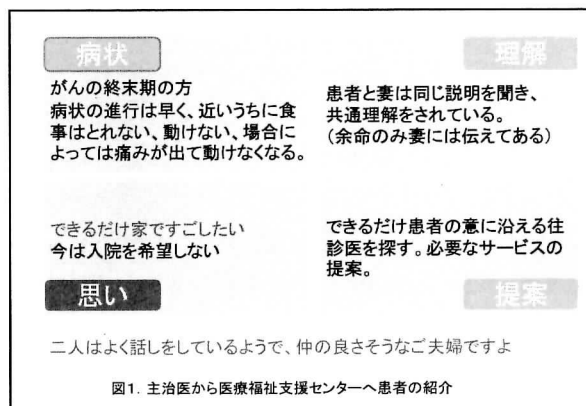 病状
がんの終末期の方
病状の進行は早く、近いうちに食
事はとれない、動けない、場合に
よっては痛みが出て動けなくなる。
理解
患者と妻は同じ説明を聞き、
共通理解をされている。
(余命のみ妻には伝えてある)
できるだけ家ですごしたい
今は入院を希望しない
思い
できるだけ患者の意に沿える往
診医を探す。必要なサービスの
提案。
提案
二人はよく話しをしているようで、仲の良さそうなご夫婦ですよ
図1. 主治医から医療福祉支援センターへ患者の紹介